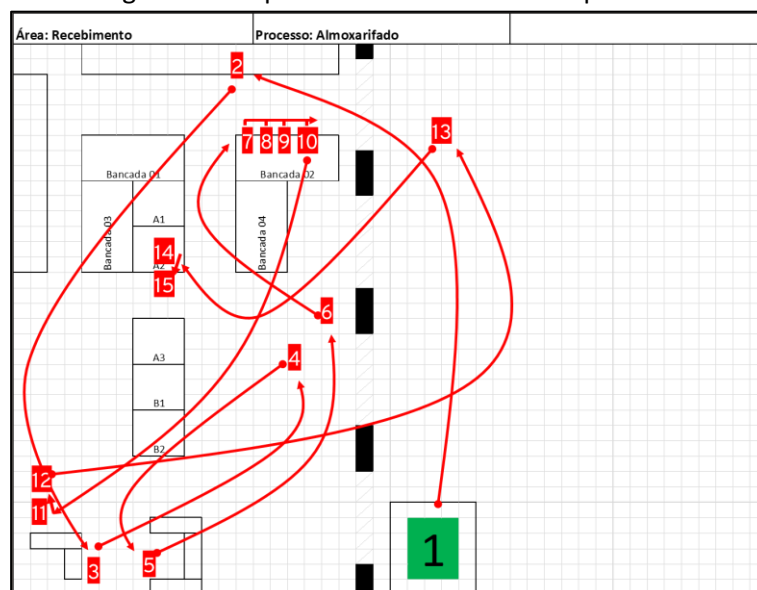 Área: Recebimento
Processo: Almoxarifado
2
13
7 8 9 10
Bancada 01
Bancada 02
Bancada 03
A1
Bancada 04
14
A2
15
6
A3
4
B1
B2
12
11
3
5
1